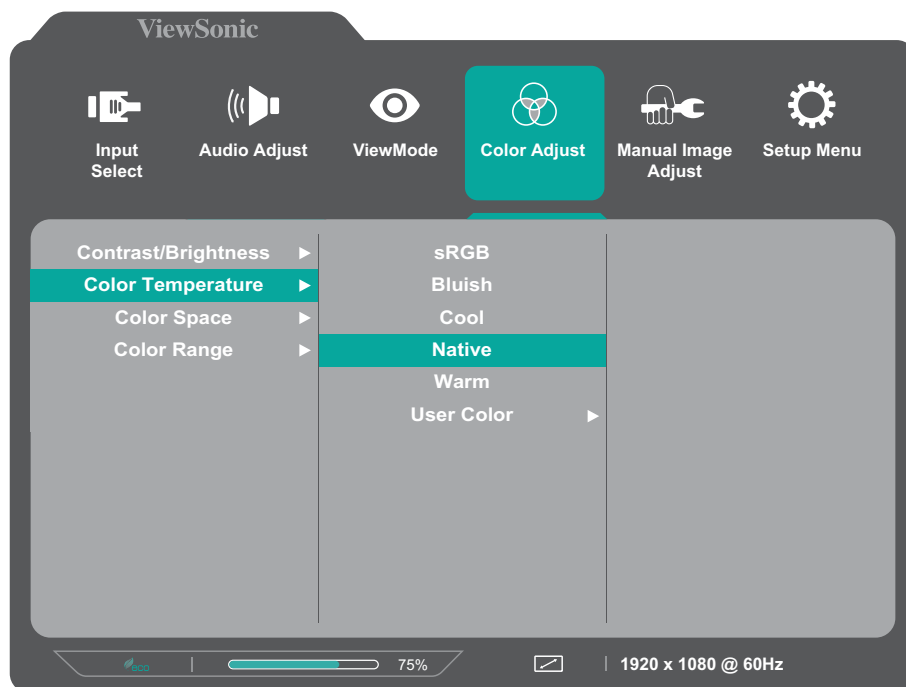 ViewSonic
Input
Select
Audio Adjust
ViewMode
Color Adjust
Manual Image
Adjust
Setup Menu
Contrast/Brightness
Color Temperature
Color Space
Color Range
sRGB
Bluish
Cool
Native
Warm
User Color
eco
75%
1920 x 1080 @ 60Hz